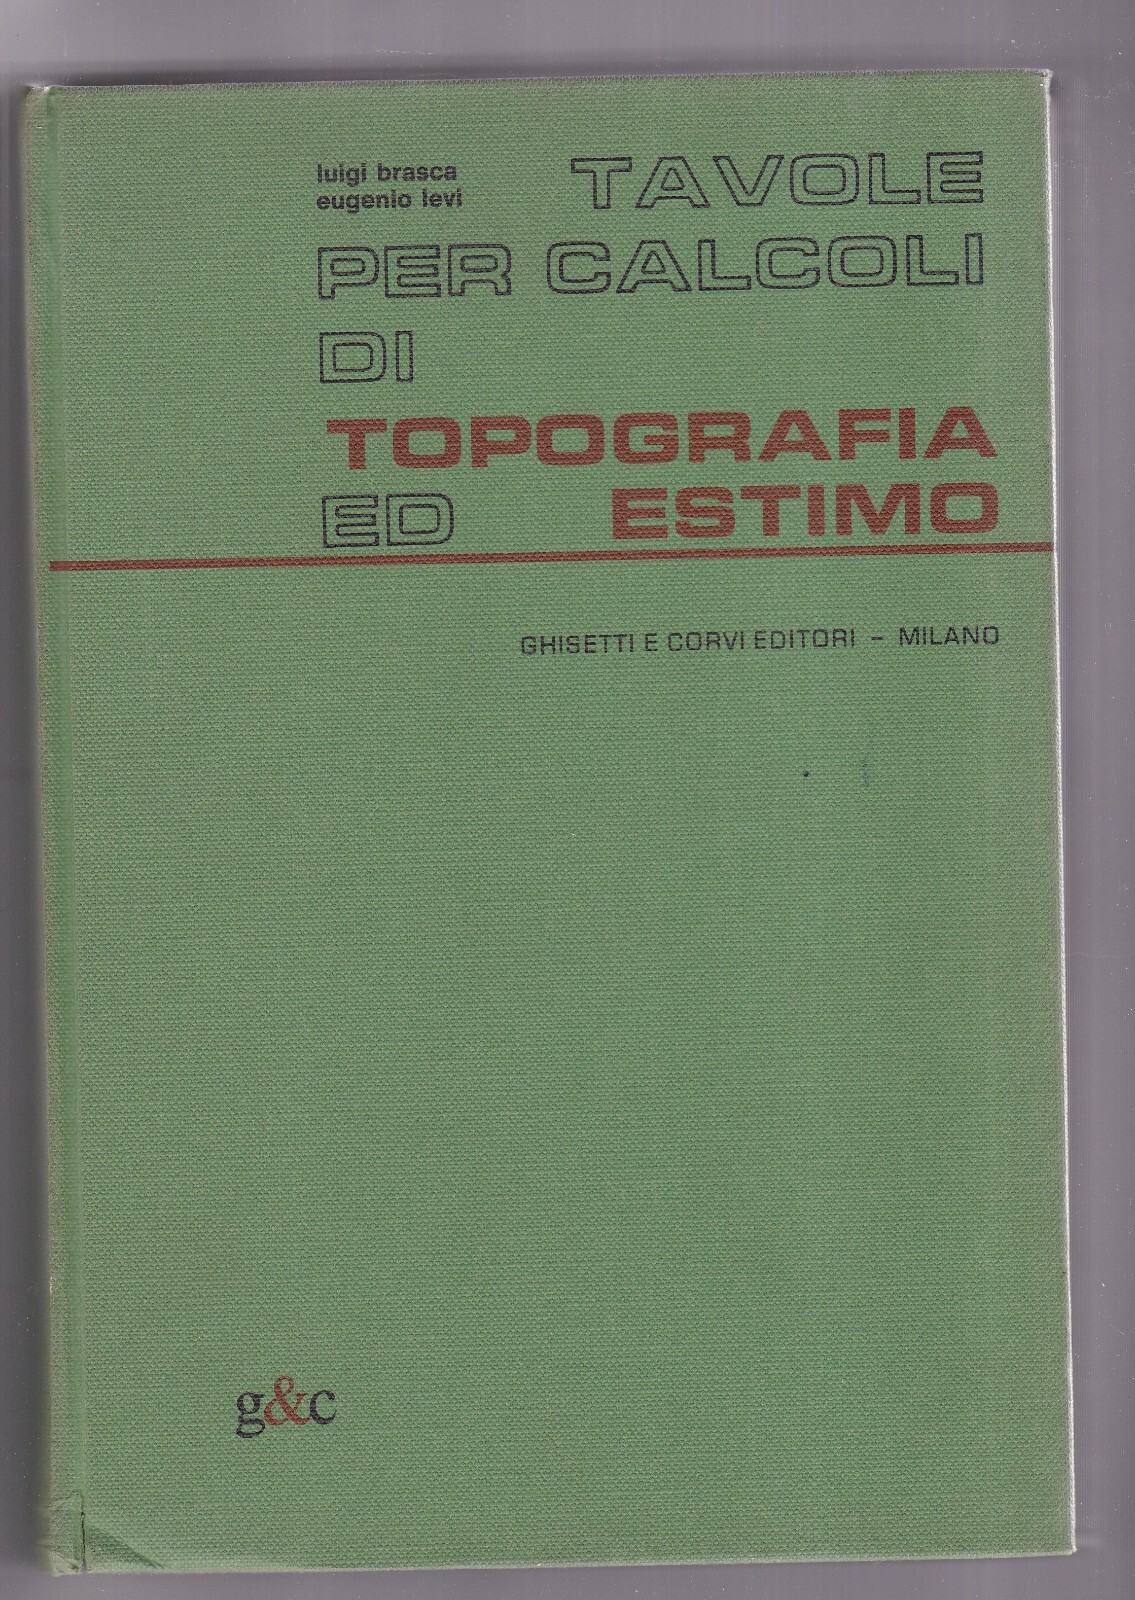 luigi brasca
eugenio levi
TAVOLE
PER CALCOLI
DI
TOPOGRAFIA
ED ESTIMO
GHISETTI E CORVI EDITORI – MILANO
g&c